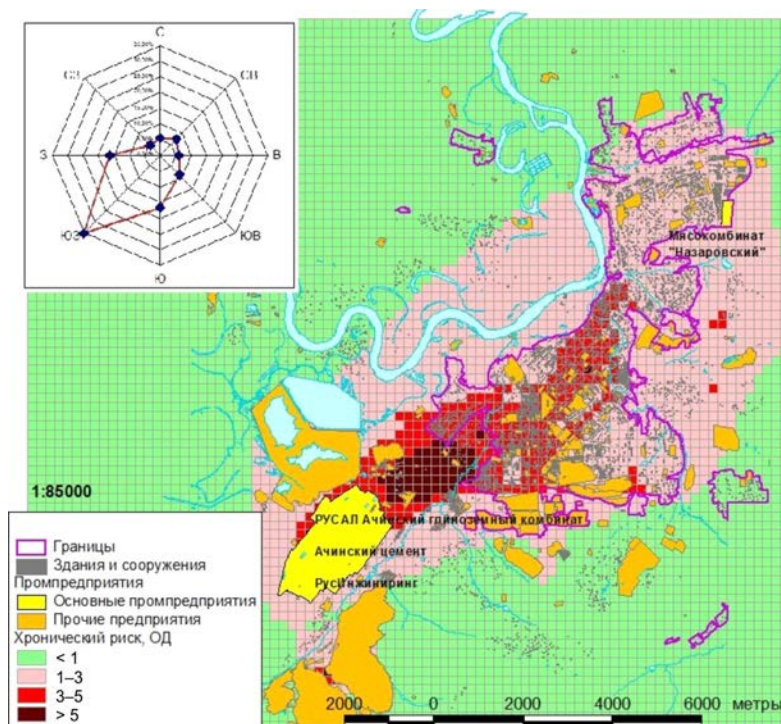 С
СЗ
СВ
З
В
ЮЗ
ЮВ
Ю
Мясокомбинат
"Назаровский"
1:85000
РУСАЛ Ачинский глиноземный комбинат
Ачинский цемент
РусИнжиниринг
Границы
Здания и сооружения
Промпредприятия
Основные промпредприятия
Прочие предприятия
Хронический риск, ОД
< 1
1–3
3–5
> 5
2000 0 2000 4000 6000 метры